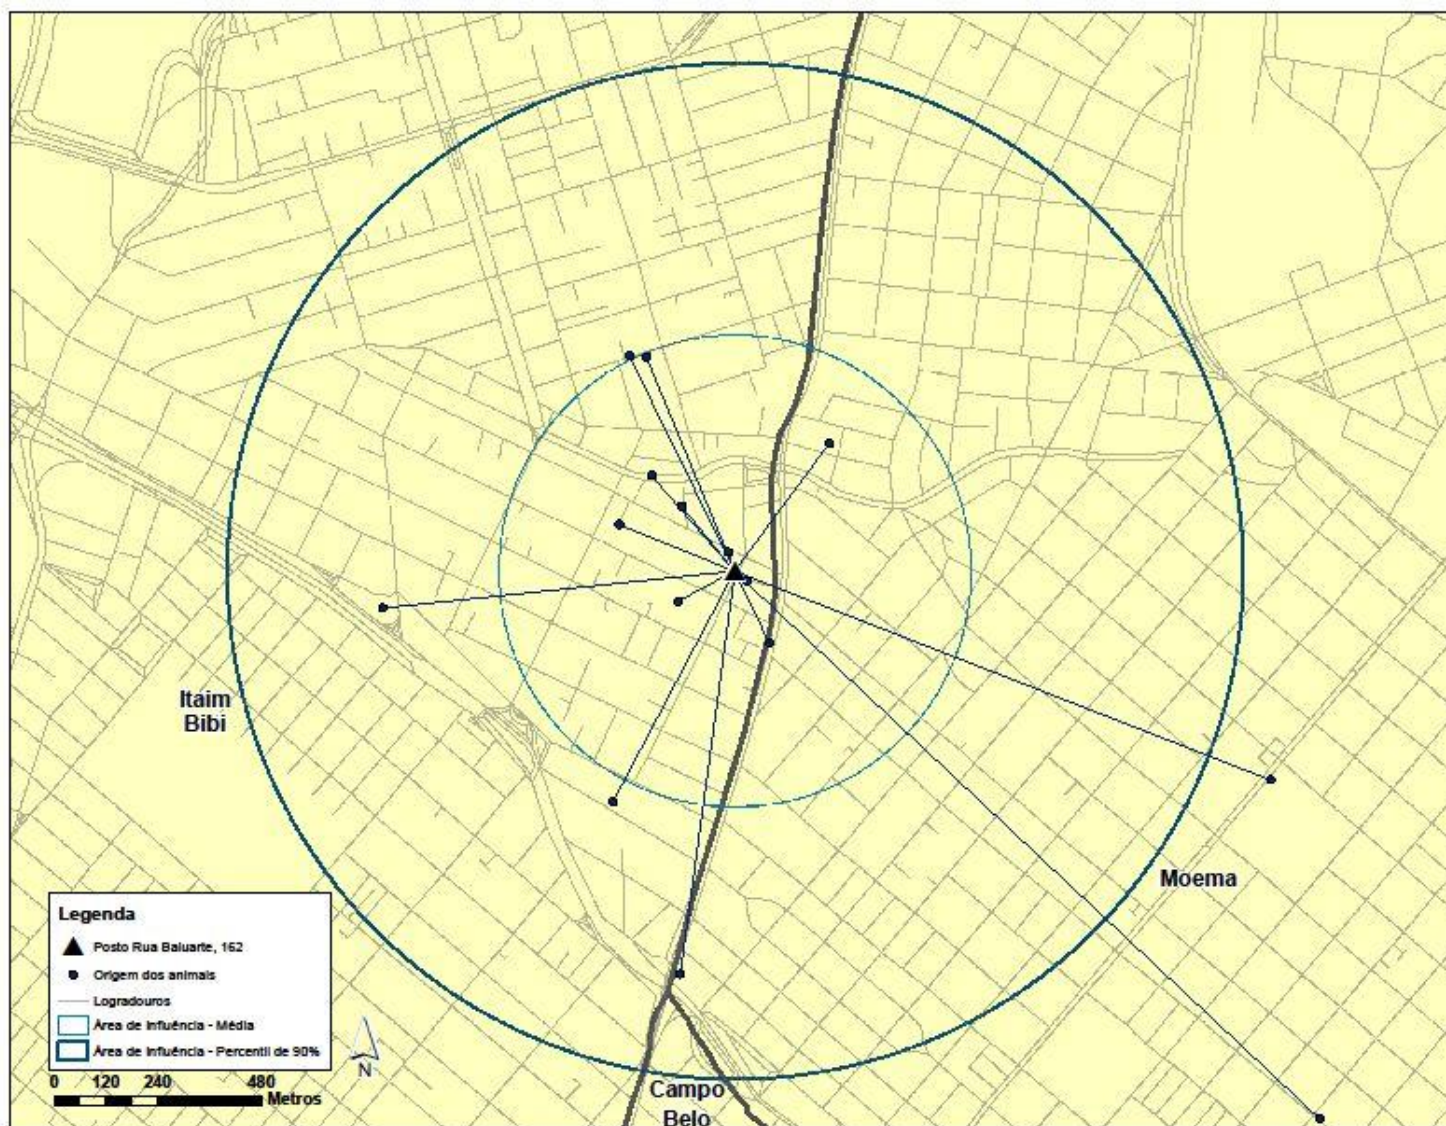 Itaim
Bibi
Moema
Legenda
Posto Rua Baluarte, 162
Origem dos animais
Logradouros
Área de Influência - Média
Área de Influência - Percentil de 90%
N
0 120 240 480
Metros
Campo
Belo